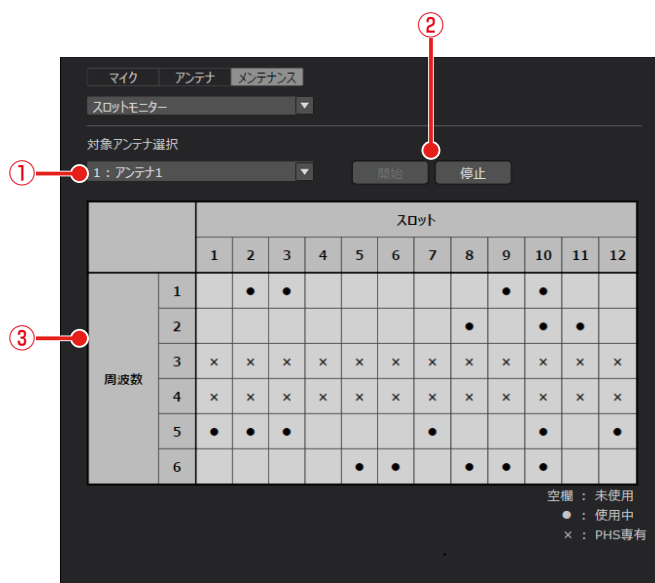 ②
マイク アンテナ メンテナンス
スロットモニター
対象アンテナ選択
① 1 : アンテナ1 開始 停止
スロット
1 2 3 4 5 6 7 8 9 10 11 12
1 ● ● ● ●
2 ● ● ●
③
3 × × × × × × × × × × × ×
周波数
4 × × × × × × × × × × × ×
5 ● ● ● ● ● ●
6 ● ● ● ● ●
空欄 : 未使用
● : 使用中
× : PHS専有